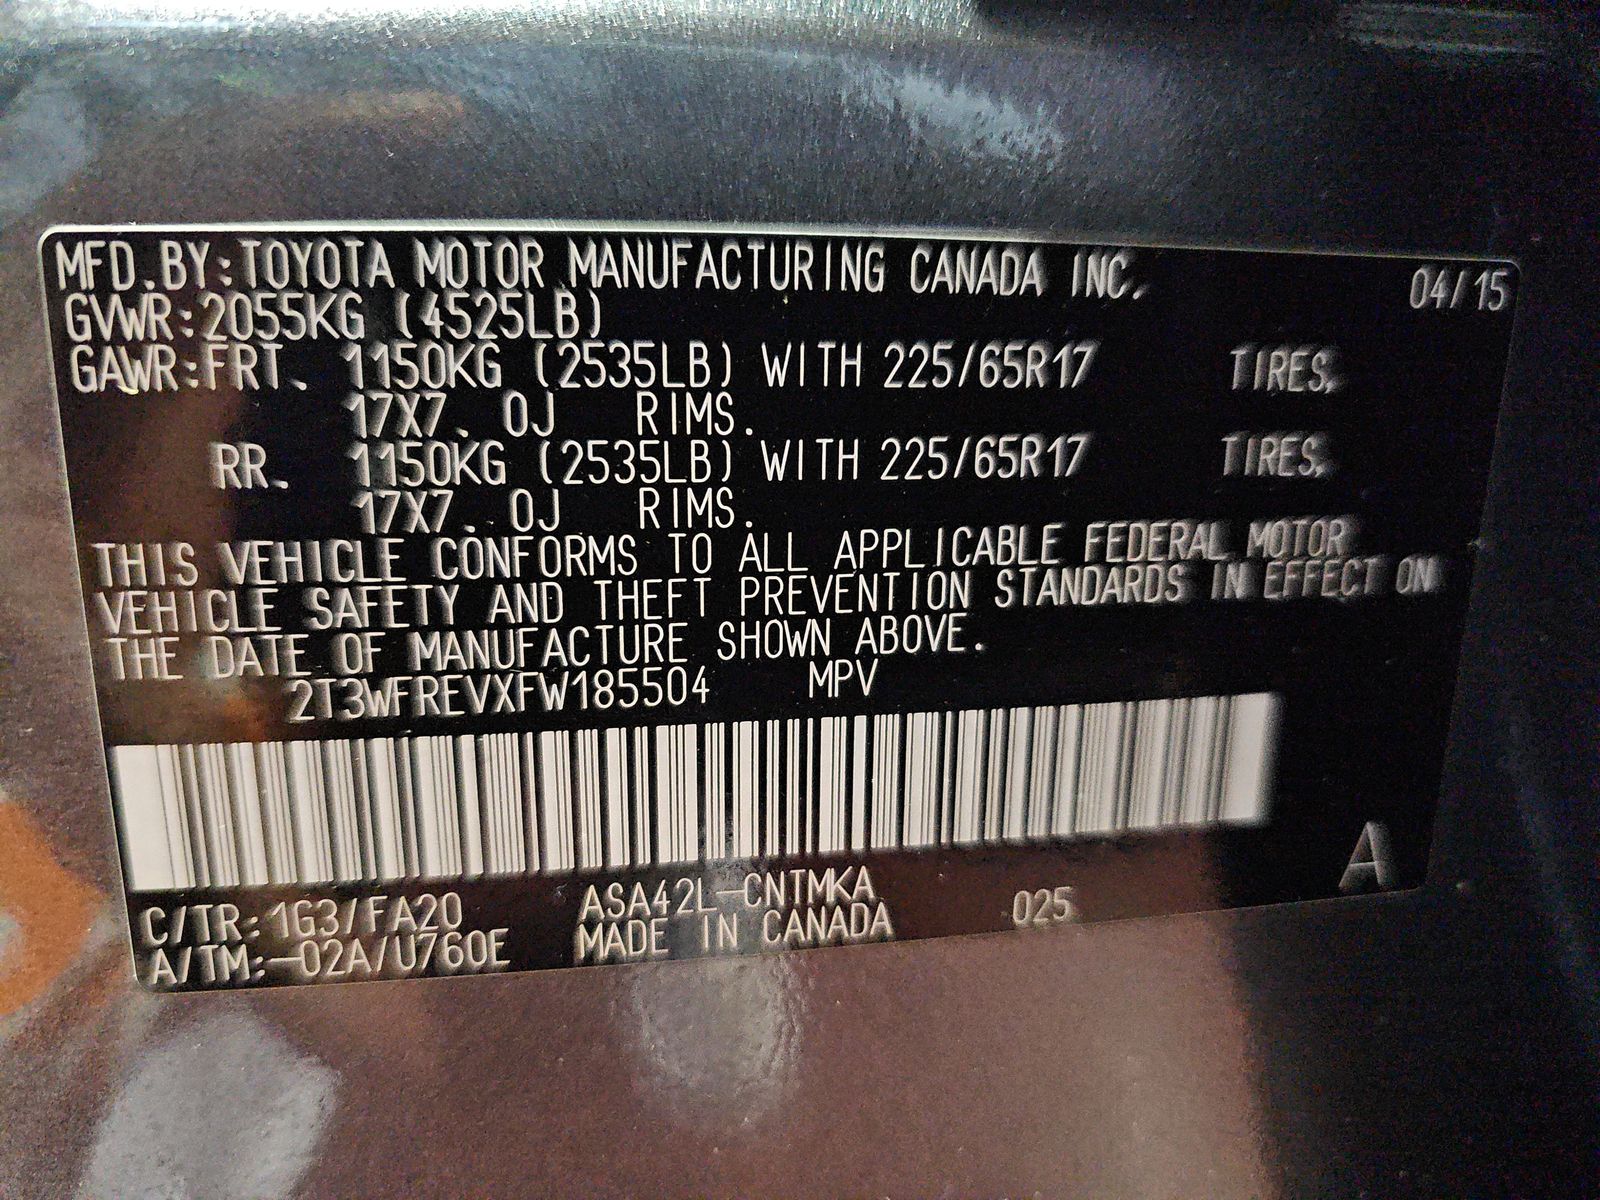 MFD.BY:TOYOTA MOTOR MANUFACTURING CANADA INC. 04/15
GVWR:2055KG (4525LB)
GAWR:FRT. 1150KG (2535LB) WITH 225/65R17 TIRES,
17X7.0J RIMS.
RR. 1150KG (2535LB) WITH 225/65R17 TIRES,
17X7.0J RIMS.
THIS VEHICLE CONFORMS TO ALL APPLICABLE FEDERAL MOTOR
VEHICLE SAFETY AND THEFT PREVENTION STANDARDS IN EFFECT ON
THE DATE OF MANUFACTURE SHOWN ABOVE.
2T3WFREVXFW185504 MPV
A
C/TR:1G3/FA20 ASA42L-CNTMKA 025
A/TM:-02A/U760E MADE IN CANADA